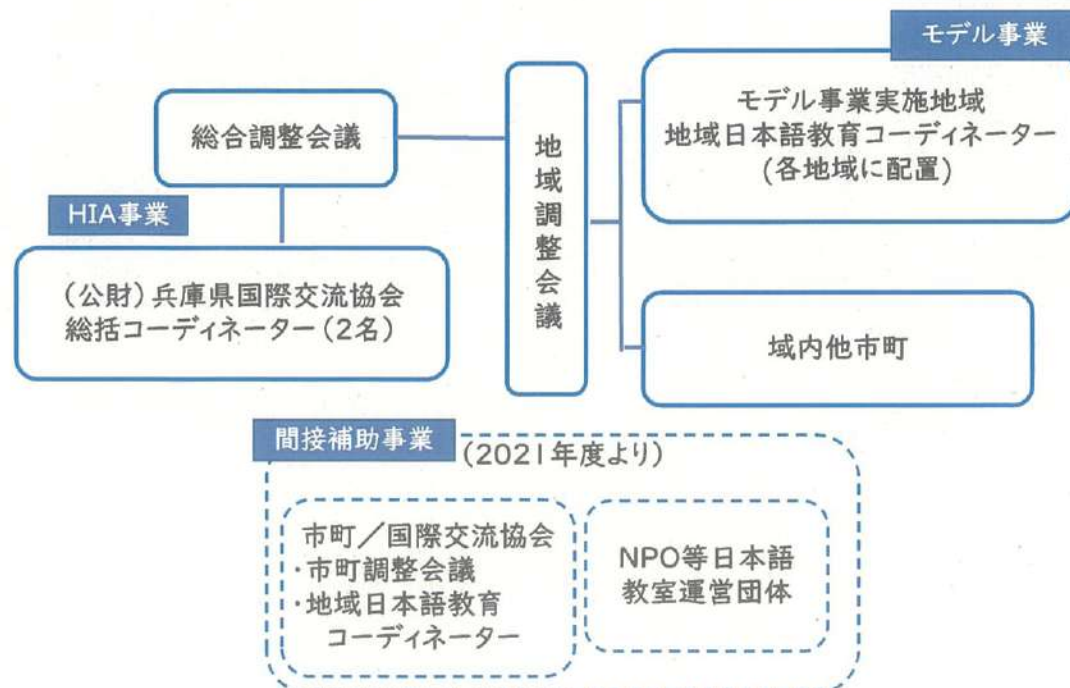 モデル事業
総合調整会議
HIA事業
(公財)兵庫県国際交流協会
総括コーディネーター(2名)
地域調整会議
モデル事業実施地域
地域日本語教育コーディネーター
(各地域に配置)
域内他市町
間接補助事業
(2021年度より)
市町/国際交流協会
・市町調整会議
・地域日本語教育
コーディネーター
NPO等日本語
教室運営団体